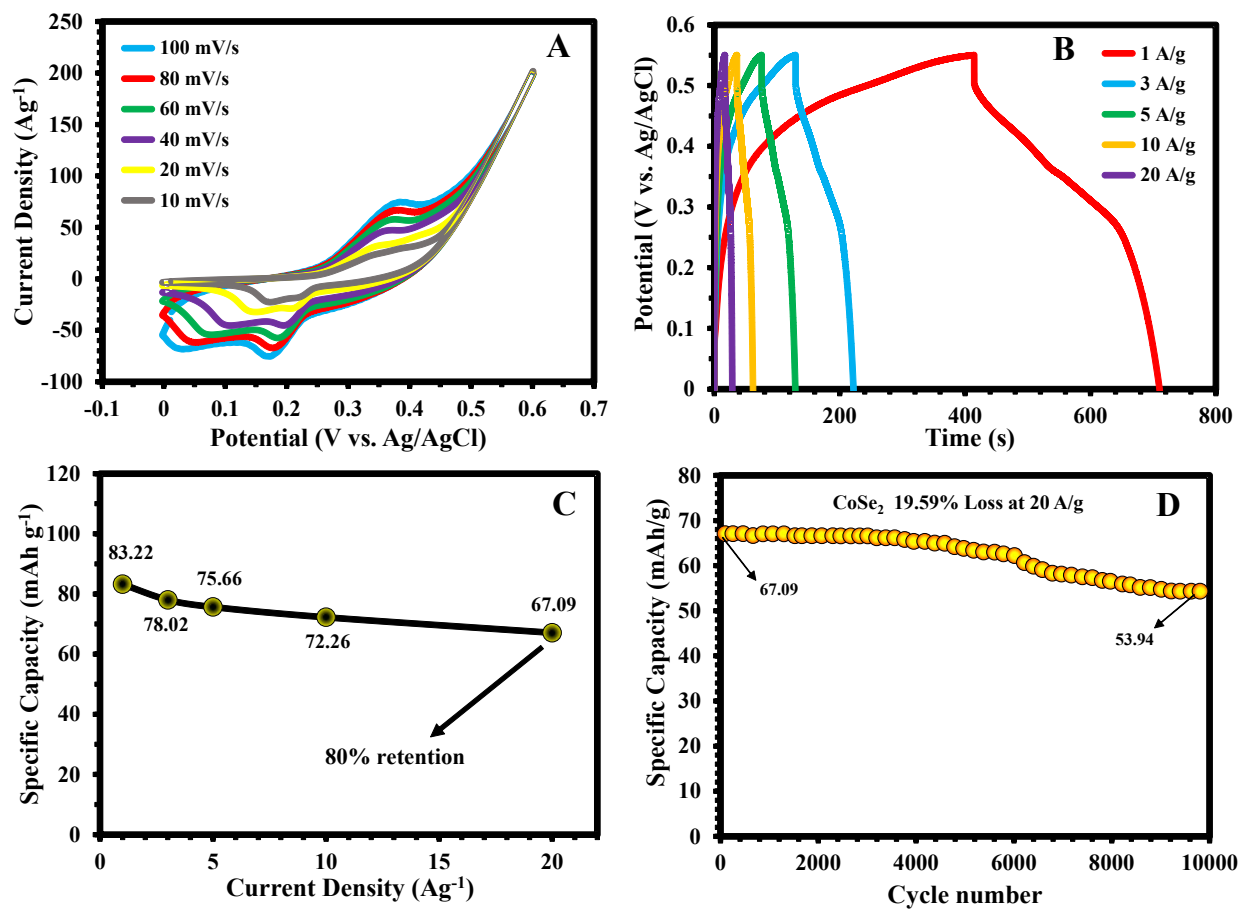 A
100 mV/s
80 mV/s
60 mV/s
40 mV/s
20 mV/s
10 mV/s
Current Density (Ag⁻¹)
250
200
150
100
50
0
-50
-100
-0.1 0 0.1 0.2 0.3 0.4 0.5 0.6 0.7
Potential (V vs. Ag/AgCl)
B
1 A/g
3 A/g
5 A/g
10 A/g
20 A/g
Potential (V vs. Ag/AgCl)
0.6
0.5
0.4
0.3
0.2
0.1
0
0 200 400 600 800
Time (s)
C
Specific Capacity (mAh g⁻¹)
120
100
80
60
40
20
0
83.22
78.02
75.66
72.26
67.09
80% retention
0 5 10 15 20
Current Density (Ag⁻¹)
D
CoSe₂ 19.59% Loss at 20 A/g
Specific Capacity (mAh/g)
80
70
60
50
40
30
20
10
0
67.09
53.94
0 2000 4000 6000 8000 10000
Cycle number